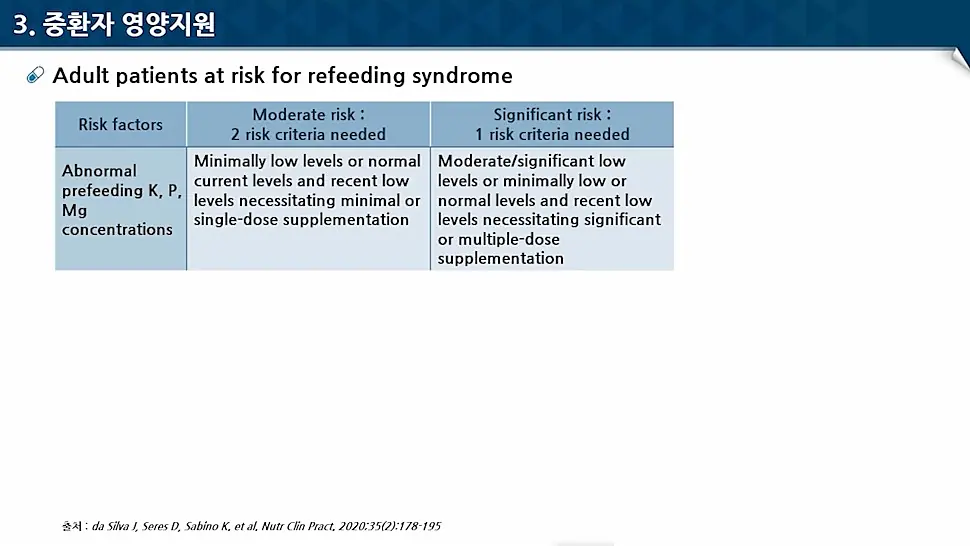 3. 중환자 영양지원
Adult patients at risk for refeeding syndrome
Risk factors
Moderate risk :
2 risk criteria needed
Significant risk :
1 risk criteria needed
Abnormal
prefeeding K, P,
Mg
concentrations
Minimally low levels or normal
current levels and recent low
levels necessitating minimal or
single-dose supplementation
Moderate/significant low
levels or minimally low or
normal levels and recent low
levels necessitating significant
or multiple-dose
supplementation
출처 : da Silva J, Seres D, Sabino K, et al, Nutr Clin Pract, 2020:35(2):178-195